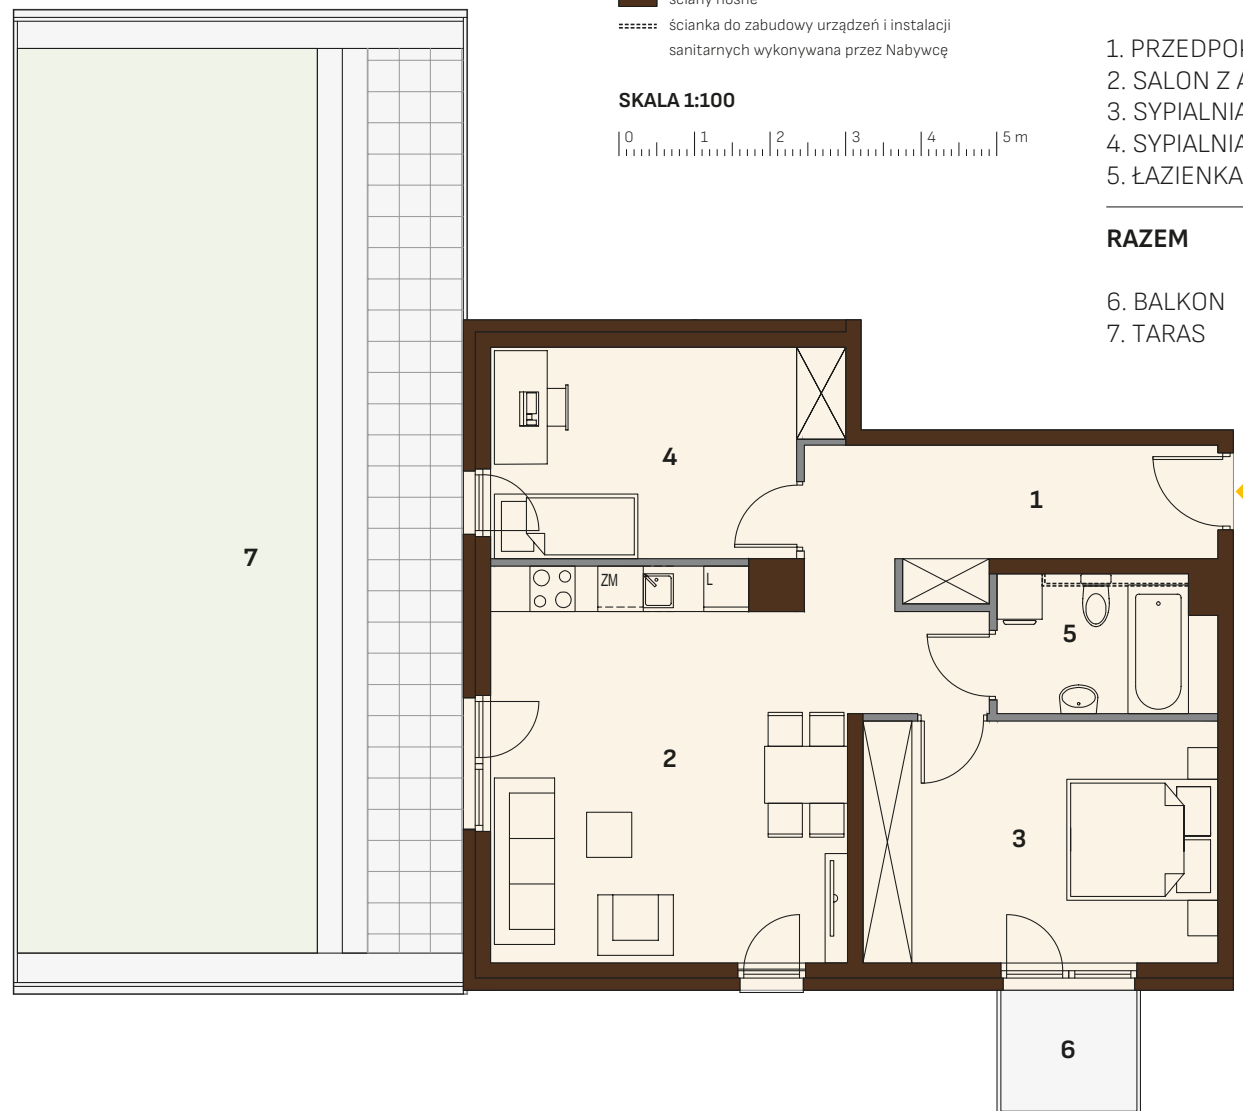 ściany nośne
ścianka do zabudowy urządzeń i instalacji
sanitarnych wykonywana przez Nabywcę
SKALA 1:100
0 1 2 3 4 5 m
1. PRZEDPO
2. SALON Z A
3. SYPIALNIA
4. SYPIALNIA
5. ŁAZIENKA
RAZEM
6. BALKON
7. TARAS
4
1
7
ZM
L
5
2
3
6